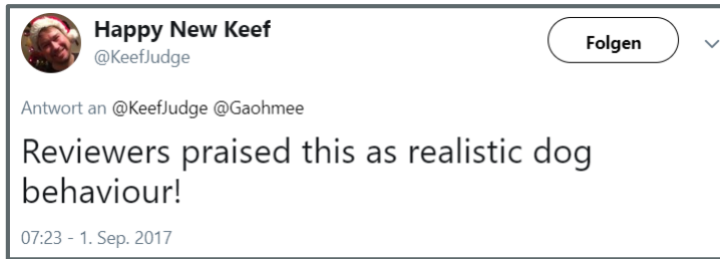 Happy New Keef
@KeefJudge
Folgen
Antwort an @KeefJudge @Gaohmee
Reviewers praised this as realistic dog
behaviour!
07:23 - 1. Sep. 2017